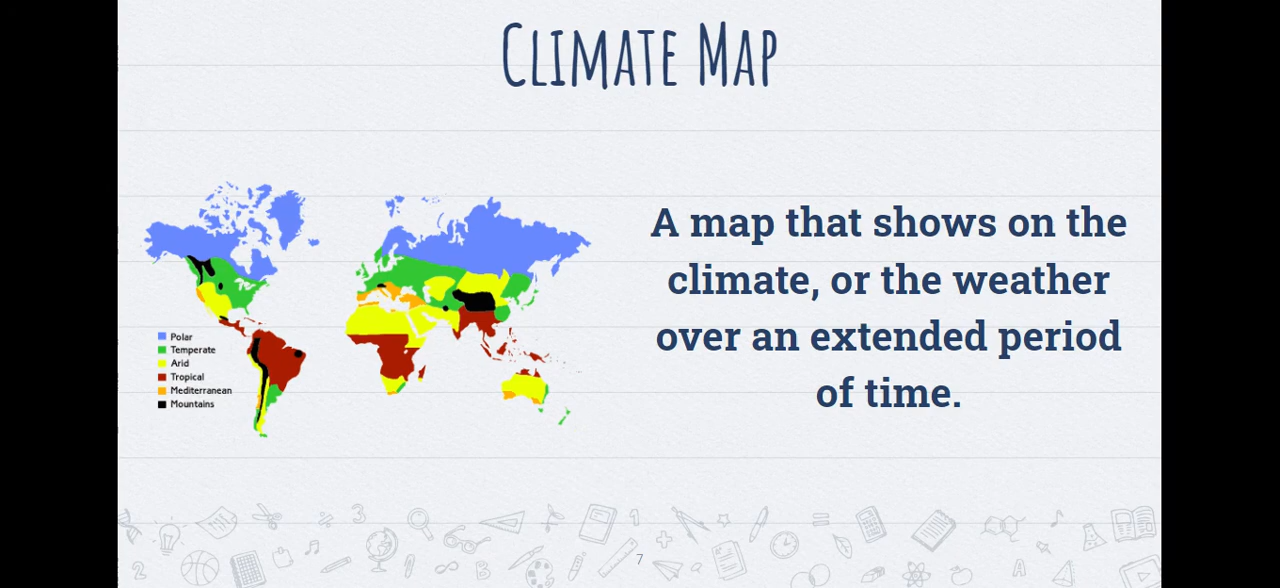 Climate Map
A map that shows on the
climate, or the weather
over an extended period
of time.
Polar
Temperate
Arid
Tropical
Mediterranean
Mountains
7